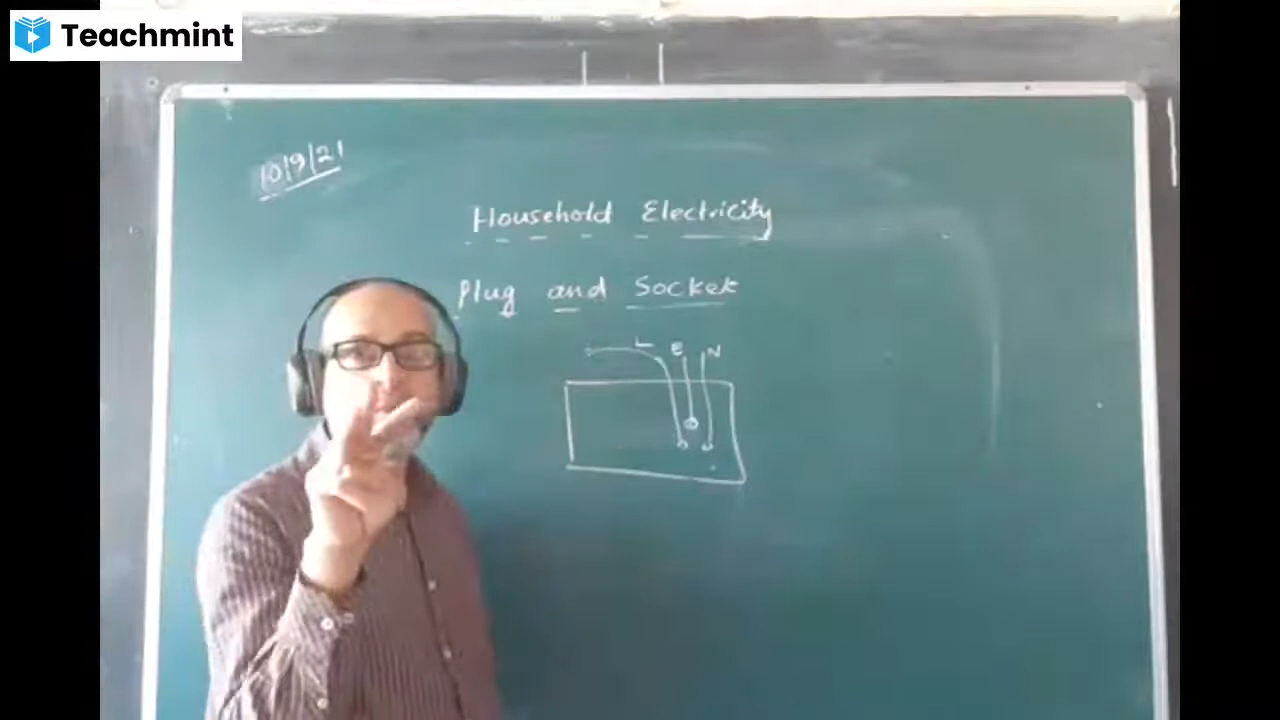 Teachmint
10/9/21
Household Electricity
Plug and Socket
L E N